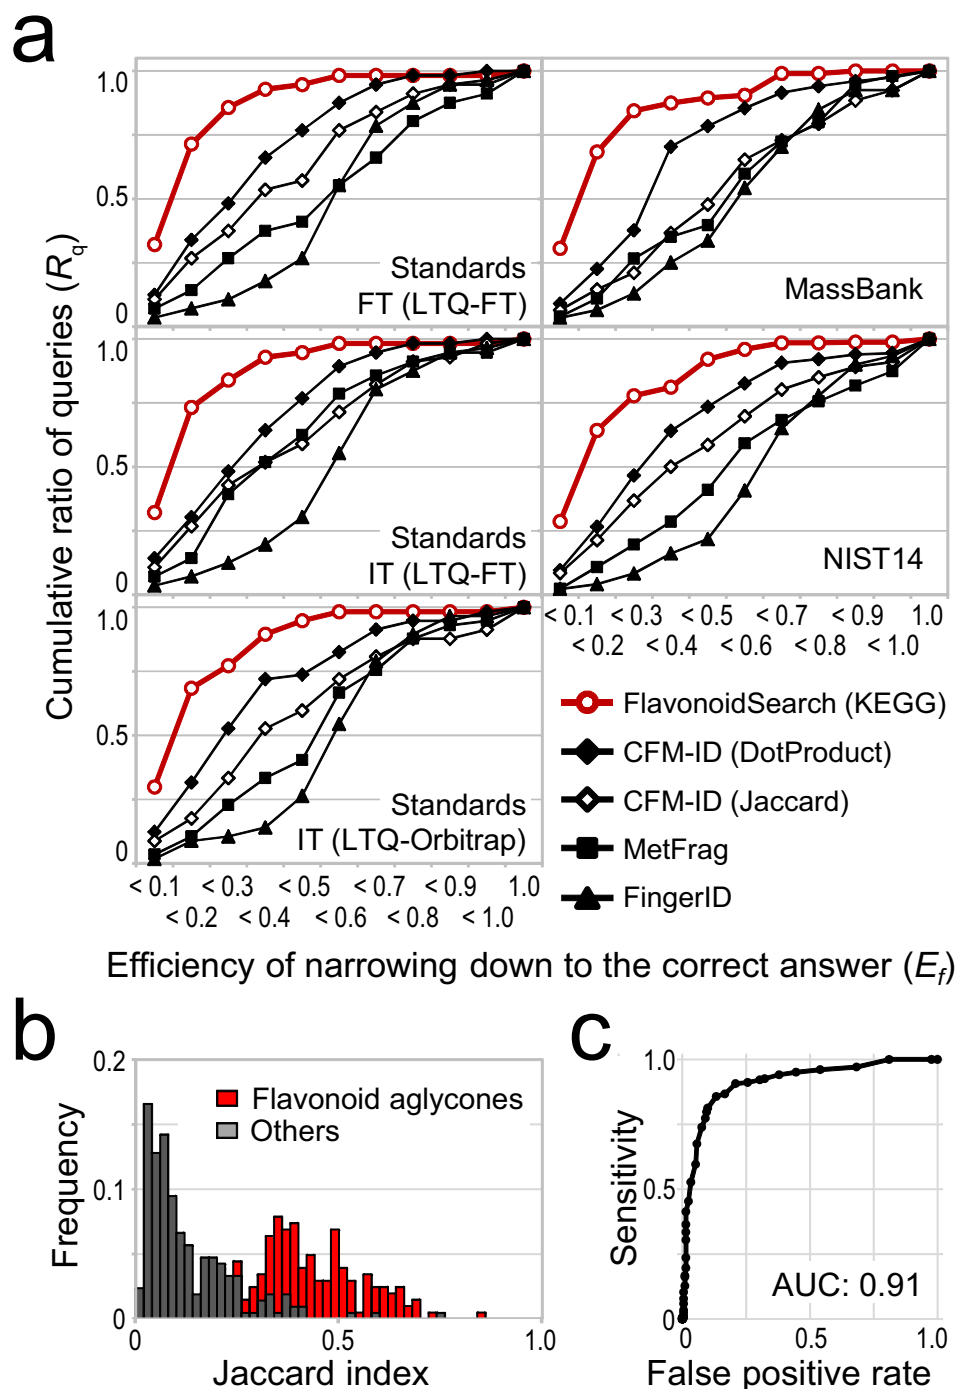 a
Cumulative ratio of queries (Rq)
1.0
0.5
0
Standards
FT (LTQ-FT)
MassBank
1.0
0.5
0
Standards
IT (LTQ-FT)
NIST14
< 0.1 < 0.3 < 0.5 < 0.7 < 0.9 1.0
< 0.2 < 0.4 < 0.6 < 0.8 < 1.0
1.0
0.5
0
Standards
IT (LTQ-Orbitrap)
< 0.1 < 0.3 < 0.5 < 0.7 < 0.9 1.0
< 0.2 < 0.4 < 0.6 < 0.8 < 1.0
FlavonoidSearch (KEGG)
CFM-ID (DotProduct)
CFM-ID (Jaccard)
MetFrag
FingerID
Efficiency of narrowing down to the correct answer (Ef)
b
Frequency
0.2
0.1
0
Flavonoid aglycones
Others
0 0.5 1.0
Jaccard index
c
Sensitivity
1.0
0.5
0
AUC: 0.91
0 0.5 1.0
False positive rate